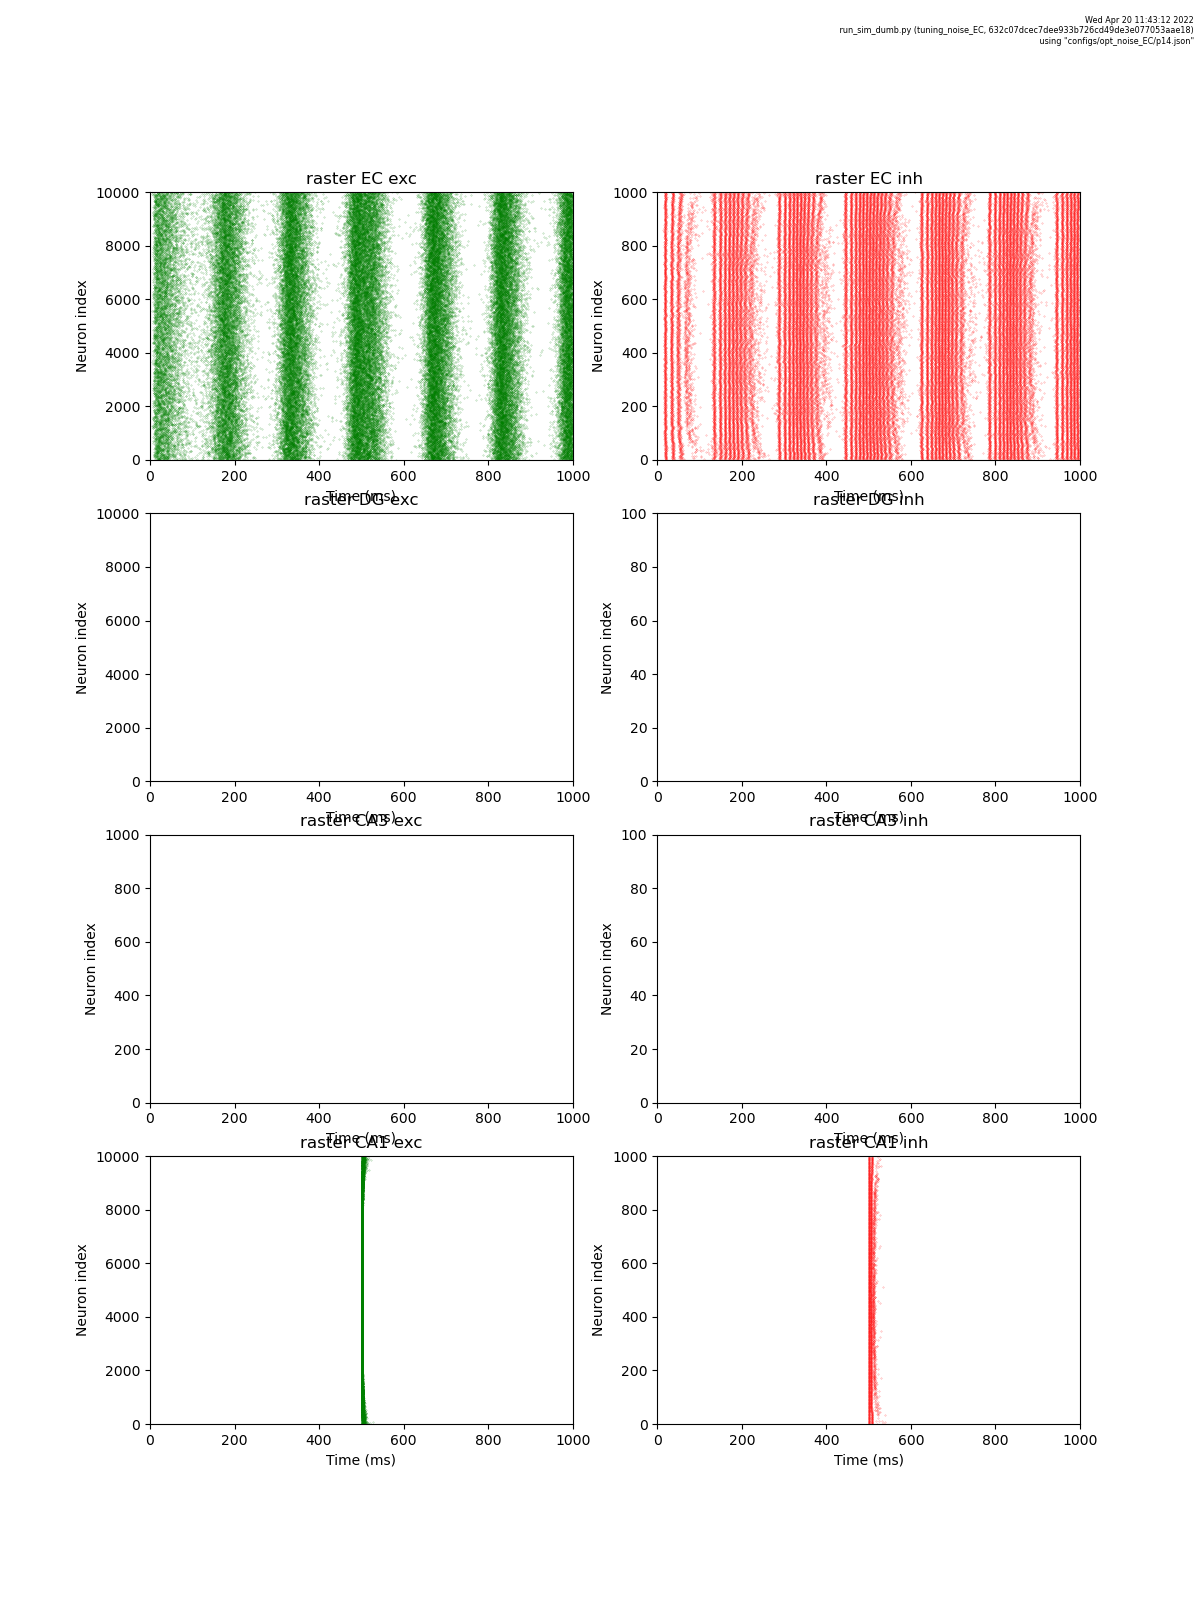 Wed Apr 20 11:43:12 2022
run_sim_dumb.py (tuning_noise_EC, 632c07dcec7dee933b726cd49de3e077053aae18)
using "configs/opt_noise_EC/p14.json"
raster EC exc
Neuron index
10000
8000
6000
4000
2000
0
0 200 400 600 800 1000
Time (ms)
raster EC inh
Neuron index
1000
800
600
400
200
0
0 200 400 600 800 1000
Time (ms)
raster DG exc
Neuron index
10000
8000
6000
4000
2000
0
0 200 400 600 800 1000
Time (ms)
raster DG inh
Neuron index
100
80
60
40
20
0
0 200 400 600 800 1000
Time (ms)
raster CA3 exc
Neuron index
1000
800
600
400
200
0
0 200 400 600 800 1000
Time (ms)
raster CA3 inh
Neuron index
100
80
60
40
20
0
0 200 400 600 800 1000
Time (ms)
raster CA1 exc
Neuron index
10000
8000
6000
4000
2000
0
0 200 400 600 800 1000
Time (ms)
raster CA1 inh
Neuron index
1000
800
600
400
200
0
0 200 400 600 800 1000
Time (ms)